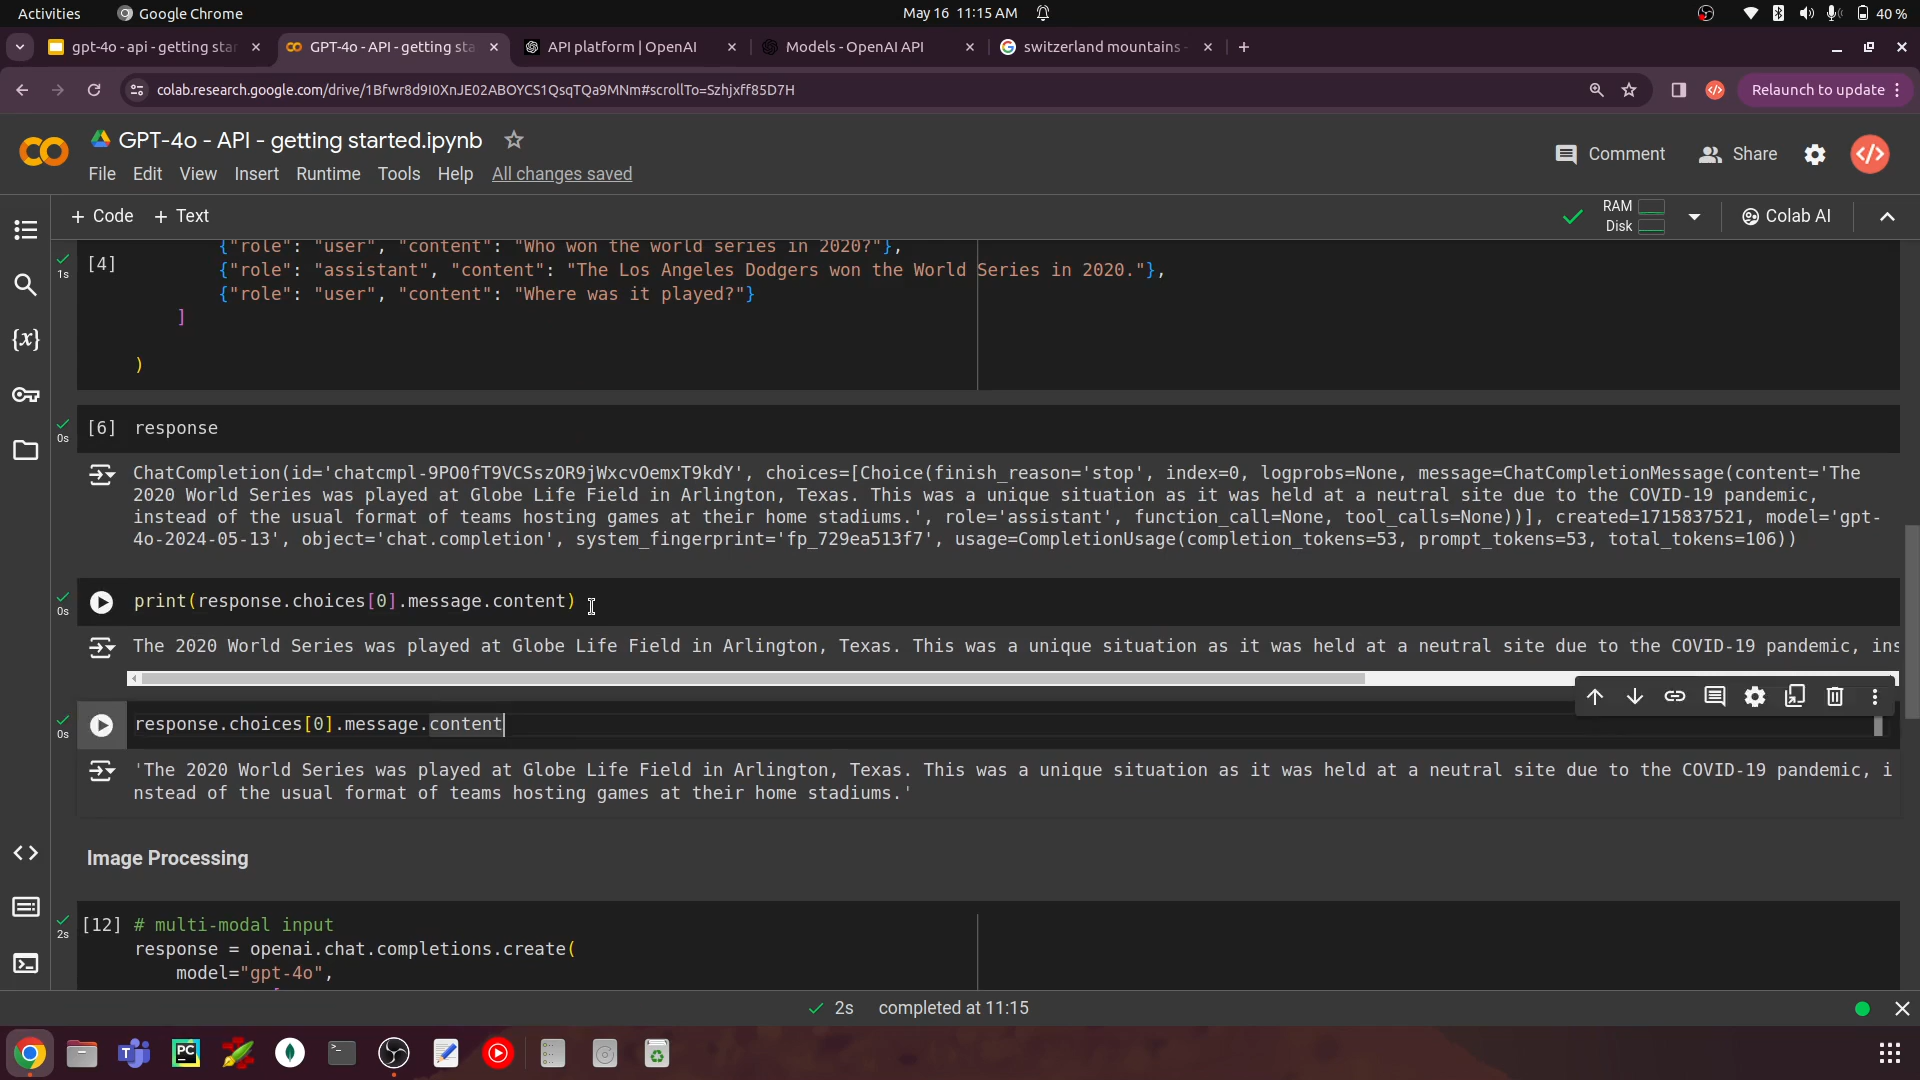 Activities
Google Chrome
May 16 11:15 AM
40 %
gpt-4o - api - getting star
GPT-4o - API - getting sta
API platform | OpenAI
Models - OpenAI API
switzerland mountains -
colab.research.google.com/drive/1Bfwr8d9I0XnJE02ABOYCS1QsqTQa9MNm#scrollTo=Szhjxff85D7H
Relaunch to update
GPT-4o - API - getting started.ipynb
Comment
Share
File Edit View Insert Runtime Tools Help All changes saved
+ Code + Text
RAM
Disk
Colab AI
{"role": "user", "content": "Who won the world series in 2020?"},
[4] {"role": "assistant", "content": "The Los Angeles Dodgers won the World Series in 2020."},
1s
{"role": "user", "content": "Where was it played?"}
]
)
[6] response
0s
ChatCompletion(id='chatcmpl-9PO0fT9VCSszOR9jWxcvOemxT9kdY', choices=[Choice(finish_reason='stop', index=0, logprobs=None, message=ChatCompletionMessage(content='The
2020 World Series was played at Globe Life Field in Arlington, Texas. This was a unique situation as it was held at a neutral site due to the COVID-19 pandemic,
instead of the usual format of teams hosting games at their home stadiums.', role='assistant', function_call=None, tool_calls=None))], created=1715837521, model='gpt-
4o-2024-05-13', object='chat.completion', system_fingerprint='fp_729ea513f7', usage=CompletionUsage(completion_tokens=53, prompt_tokens=53, total_tokens=106))
print(response.choices[0].message.content)
0s
The 2020 World Series was played at Globe Life Field in Arlington, Texas. This was a unique situation as it was held at a neutral site due to the COVID-19 pandemic, ins
response.choices[0].message.content
0s
'The 2020 World Series was played at Globe Life Field in Arlington, Texas. This was a unique situation as it was held at a neutral site due to the COVID-19 pandemic, i
nstead of the usual format of teams hosting games at their home stadiums.'
Image Processing
[12] # multi-modal input
2s
response = openai.chat.completions.create(
model="gpt-4o",
2s completed at 11:15